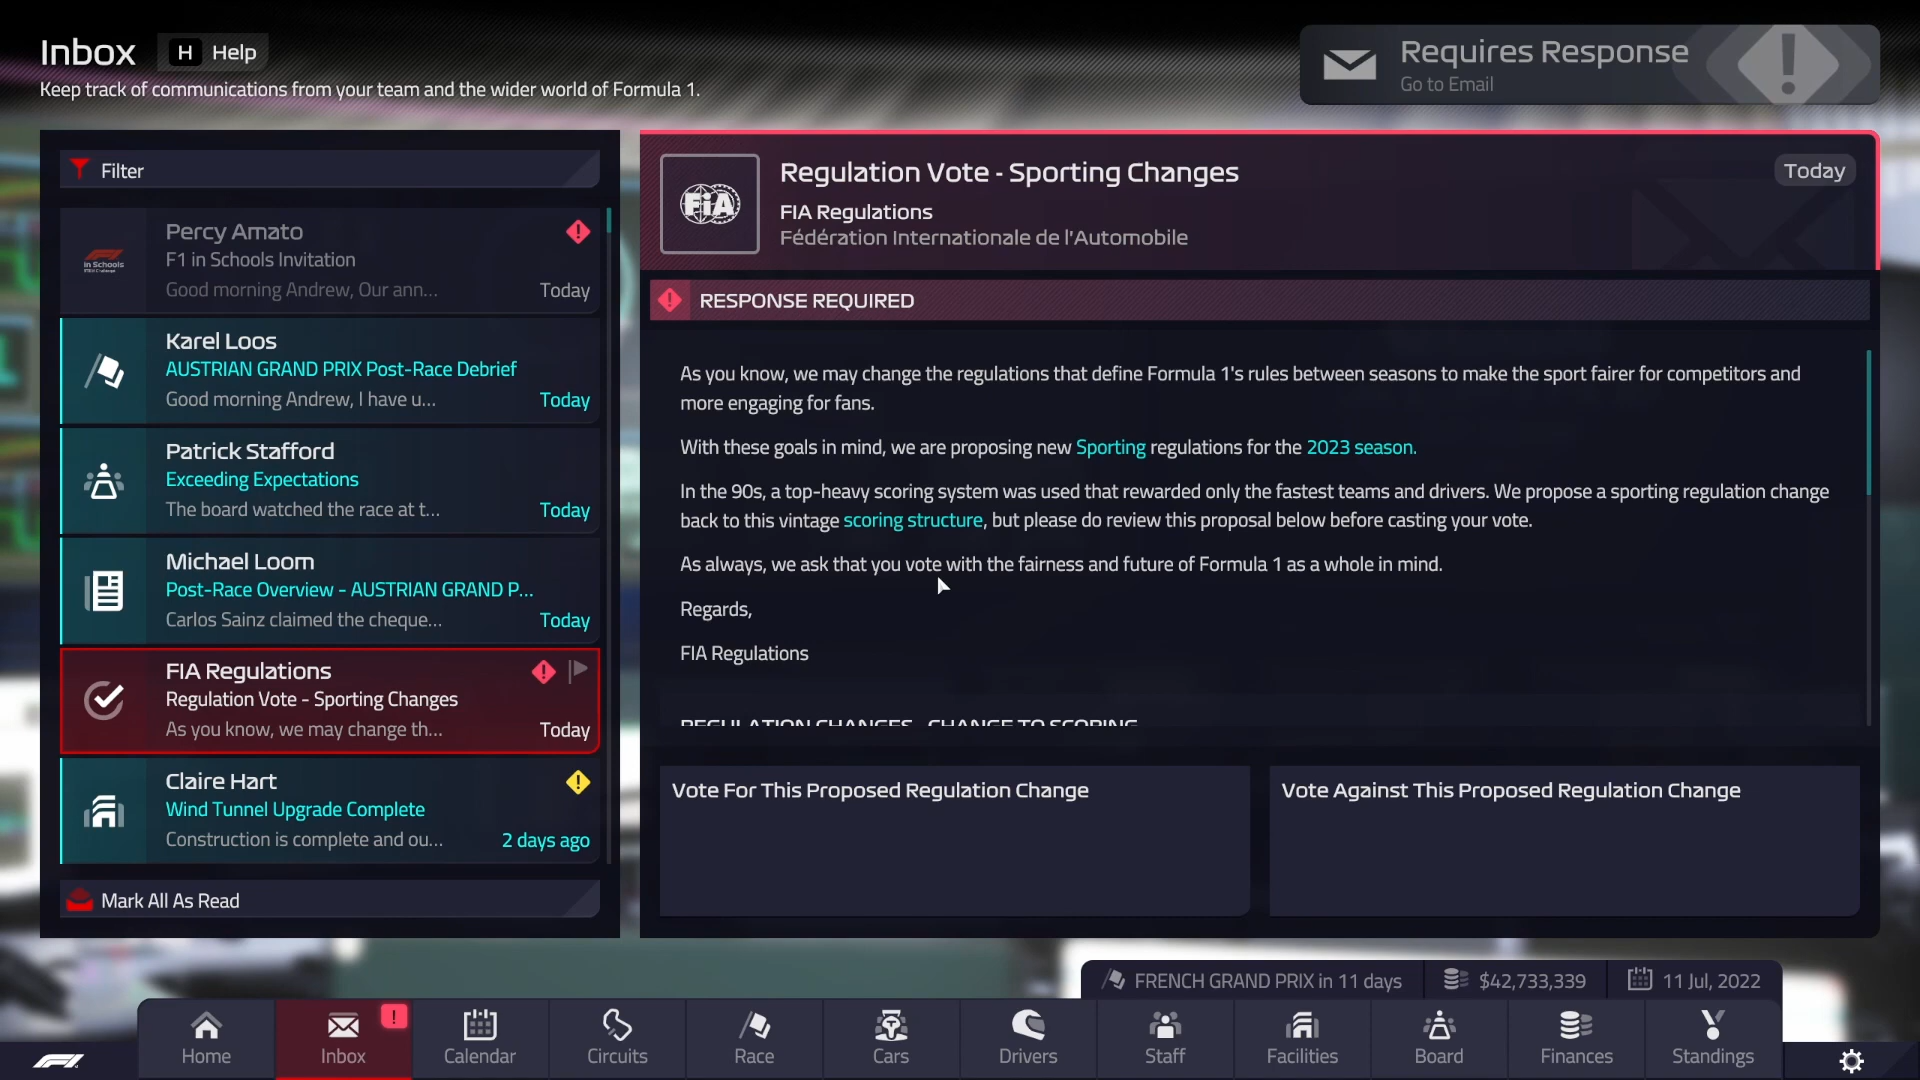 Inbox
H Help
Keep track of communications from your team and the wider world of Formula 1.
Requires Response
Go to Email
Filter
Percy Amato
F1 in Schools Invitation
Good morning Andrew, Our ann...
Today
in Schools
Karel Loos
AUSTRIAN GRAND PRIX Post-Race Debrief
Good morning Andrew, I have u...
Today
Patrick Stafford
Exceeding Expectations
The board watched the race at t...
Today
Michael Loom
Post-Race Overview - AUSTRIAN GRAND P...
Carlos Sainz claimed the cheque...
Today
FIA Regulations
Regulation Vote - Sporting Changes
As you know, we may change th...
Today
Claire Hart
Wind Tunnel Upgrade Complete
Construction is complete and ou...
2 days ago
Mark All As Read
FiA
Regulation Vote - Sporting Changes
Today
FIA Regulations
Fédération Internationale de l'Automobile
RESPONSE REQUIRED
As you know, we may change the regulations that define Formula 1's rules between seasons to make the sport fairer for competitors and
more engaging for fans.
With these goals in mind, we are proposing new Sporting regulations for the 2023 season.
In the 90s, a top-heavy scoring system was used that rewarded only the fastest teams and drivers. We propose a sporting regulation change
back to this vintage scoring structure, but please do review this proposal below before casting your vote.
As always, we ask that you vote with the fairness and future of Formula 1 as a whole in mind.
Regards,
FIA Regulations
REGULATION CHANGES - CHANGE TO SCORING
Vote For This Proposed Regulation Change
Vote Against This Proposed Regulation Change
FRENCH GRAND PRIX in 11 days
$42,733,339
11 Jul, 2022
Home
Inbox
Calendar
Circuits
Race
Cars
Drivers
Staff
Facilities
Board
Finances
Standings